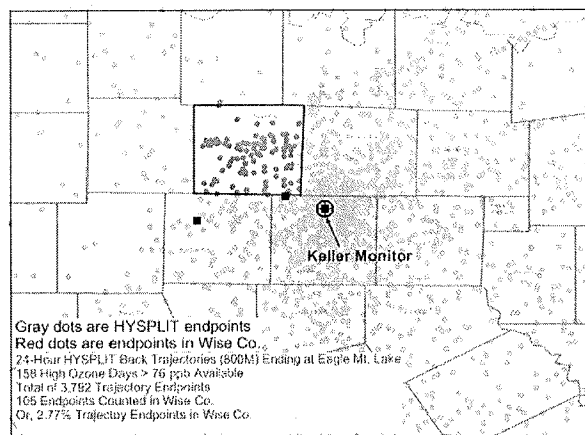 Keller Monitor
Gray dots are HYSPLIT endpoints
Red dots are endpoints in Wise Co.
24-Hour HYSPLIT Back Trajectories (800M) Ending at Eagle Mt. Lake
158 High Ozone Days > 76 ppb Available
Total of 3,792 Trajectory Endpoints
105 Endpoints Counted in Wise Co.
Or, 2.77% Trajectoy Endpoints in Wise Co.